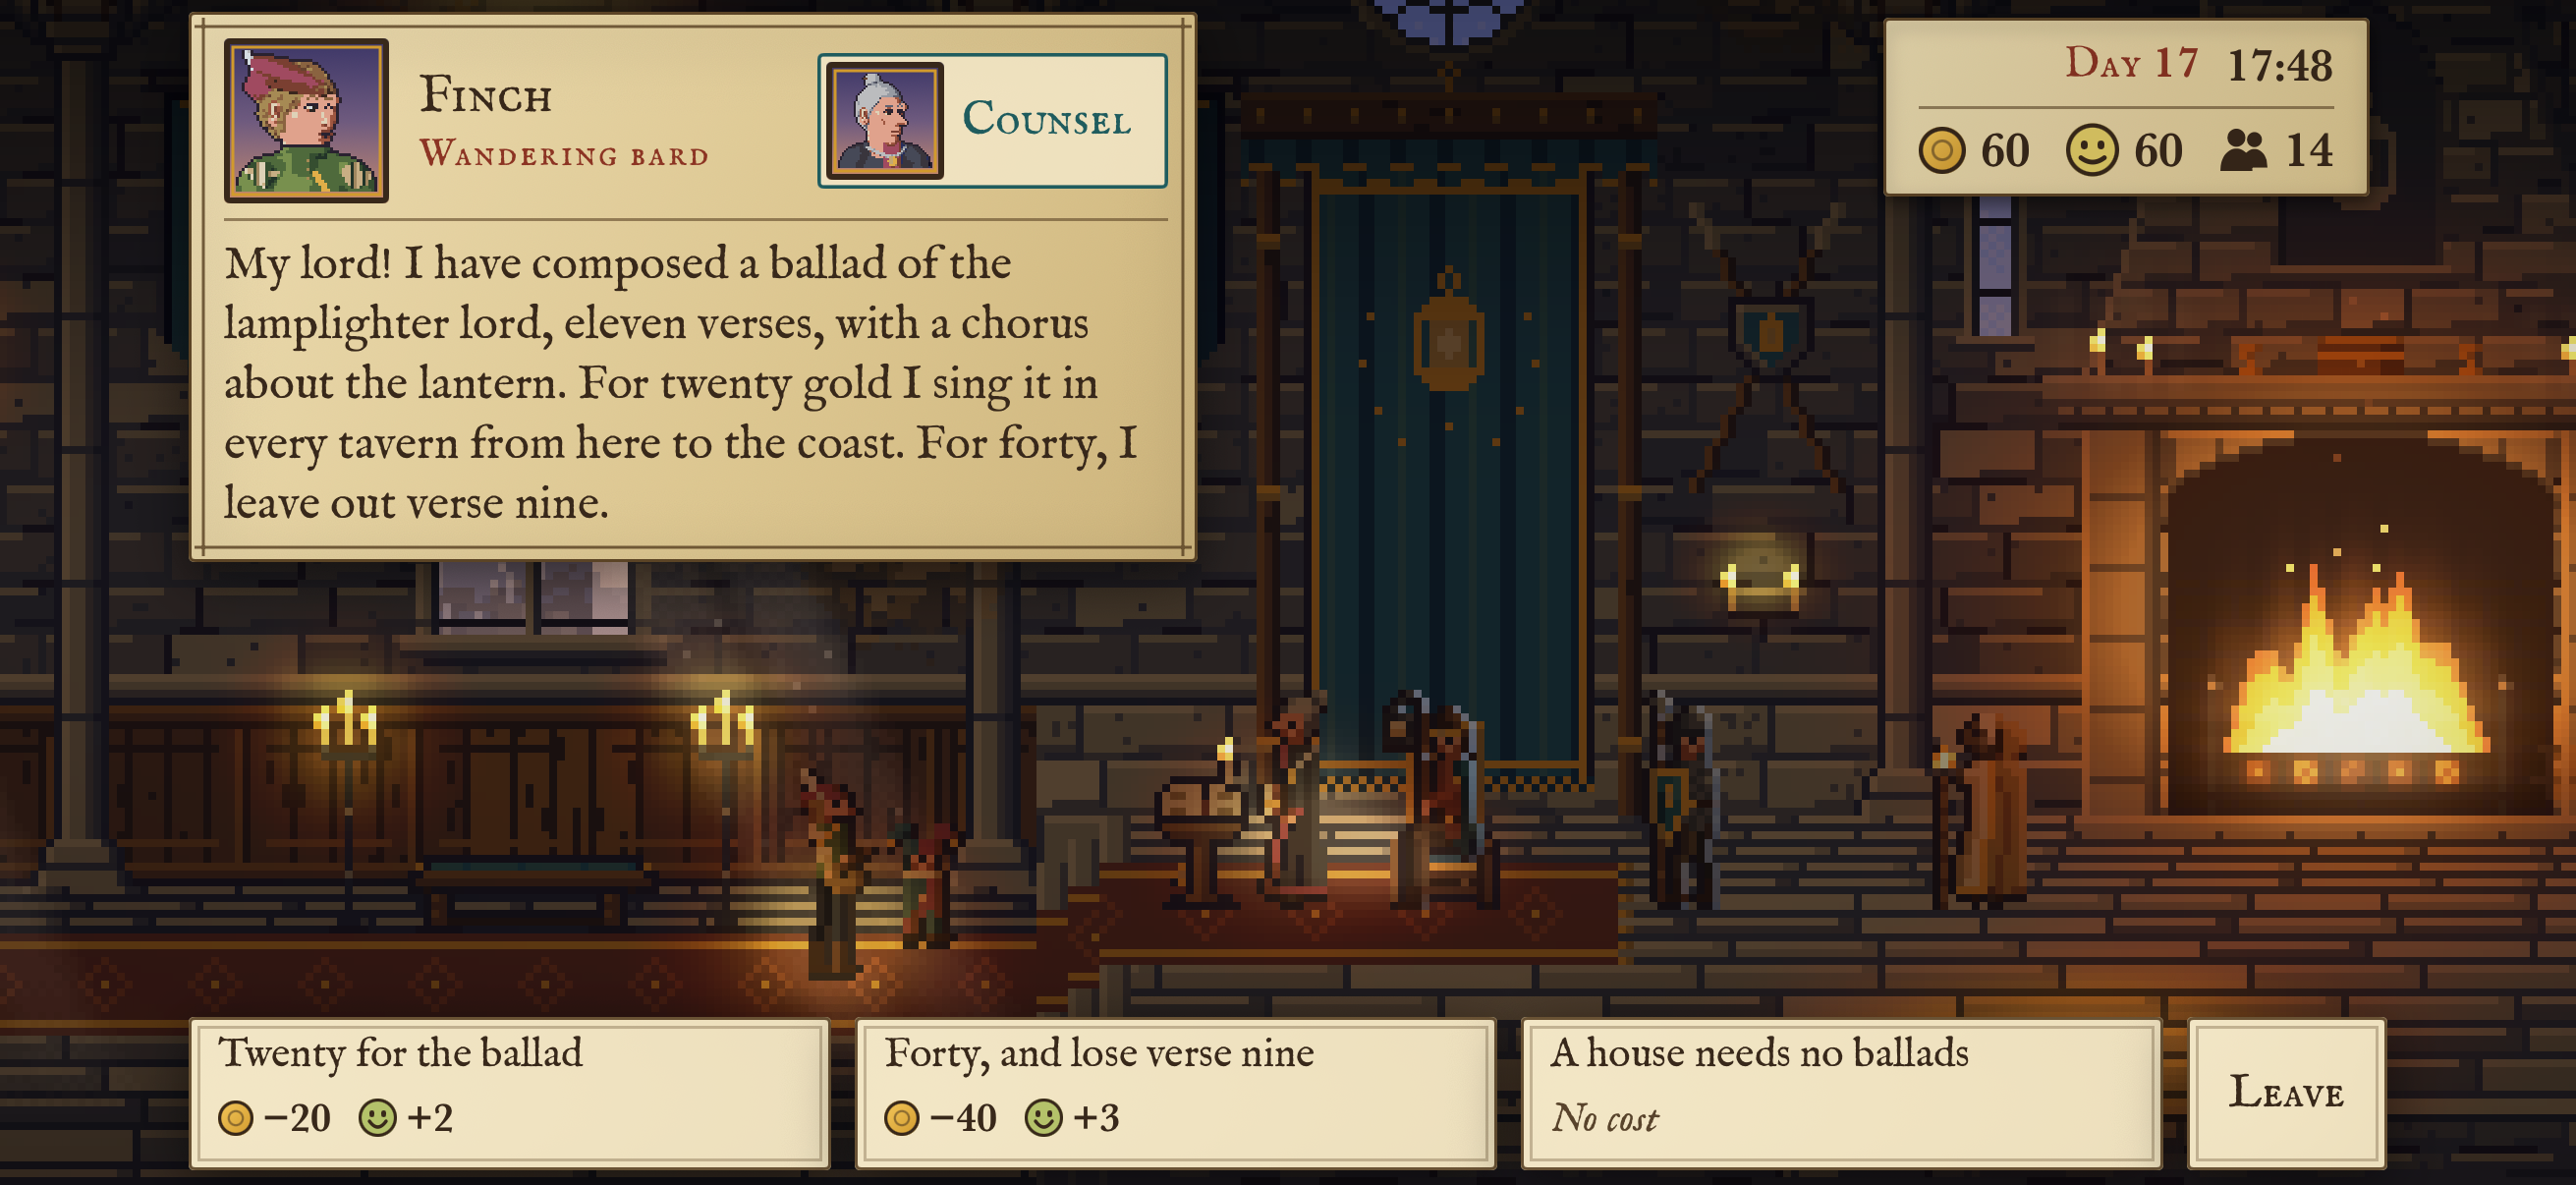 Finch
Wandering bard
Counsel
My lord! I have composed a ballad of the
lamplighter lord, eleven verses, with a chorus
about the lantern. For twenty gold I sing it in
every tavern from here to the coast. For forty, I
leave out verse nine.
Day 17 17:48
60 60 14
Twenty for the ballad
−20 +2
Forty, and lose verse nine
−40 +3
A house needs no ballads
No cost
Leave